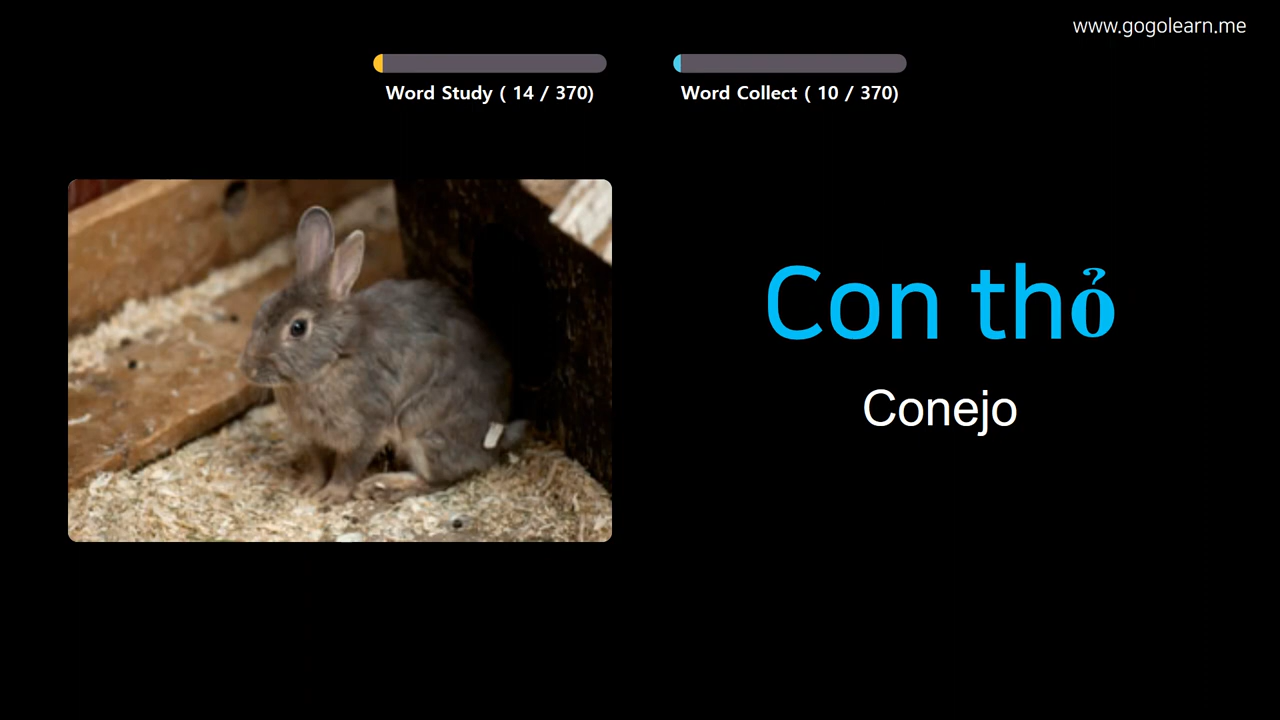 www.gogolearn.me
Word Study ( 14 / 370)
Word Collect ( 10 / 370)
Con thỏ
Conejo